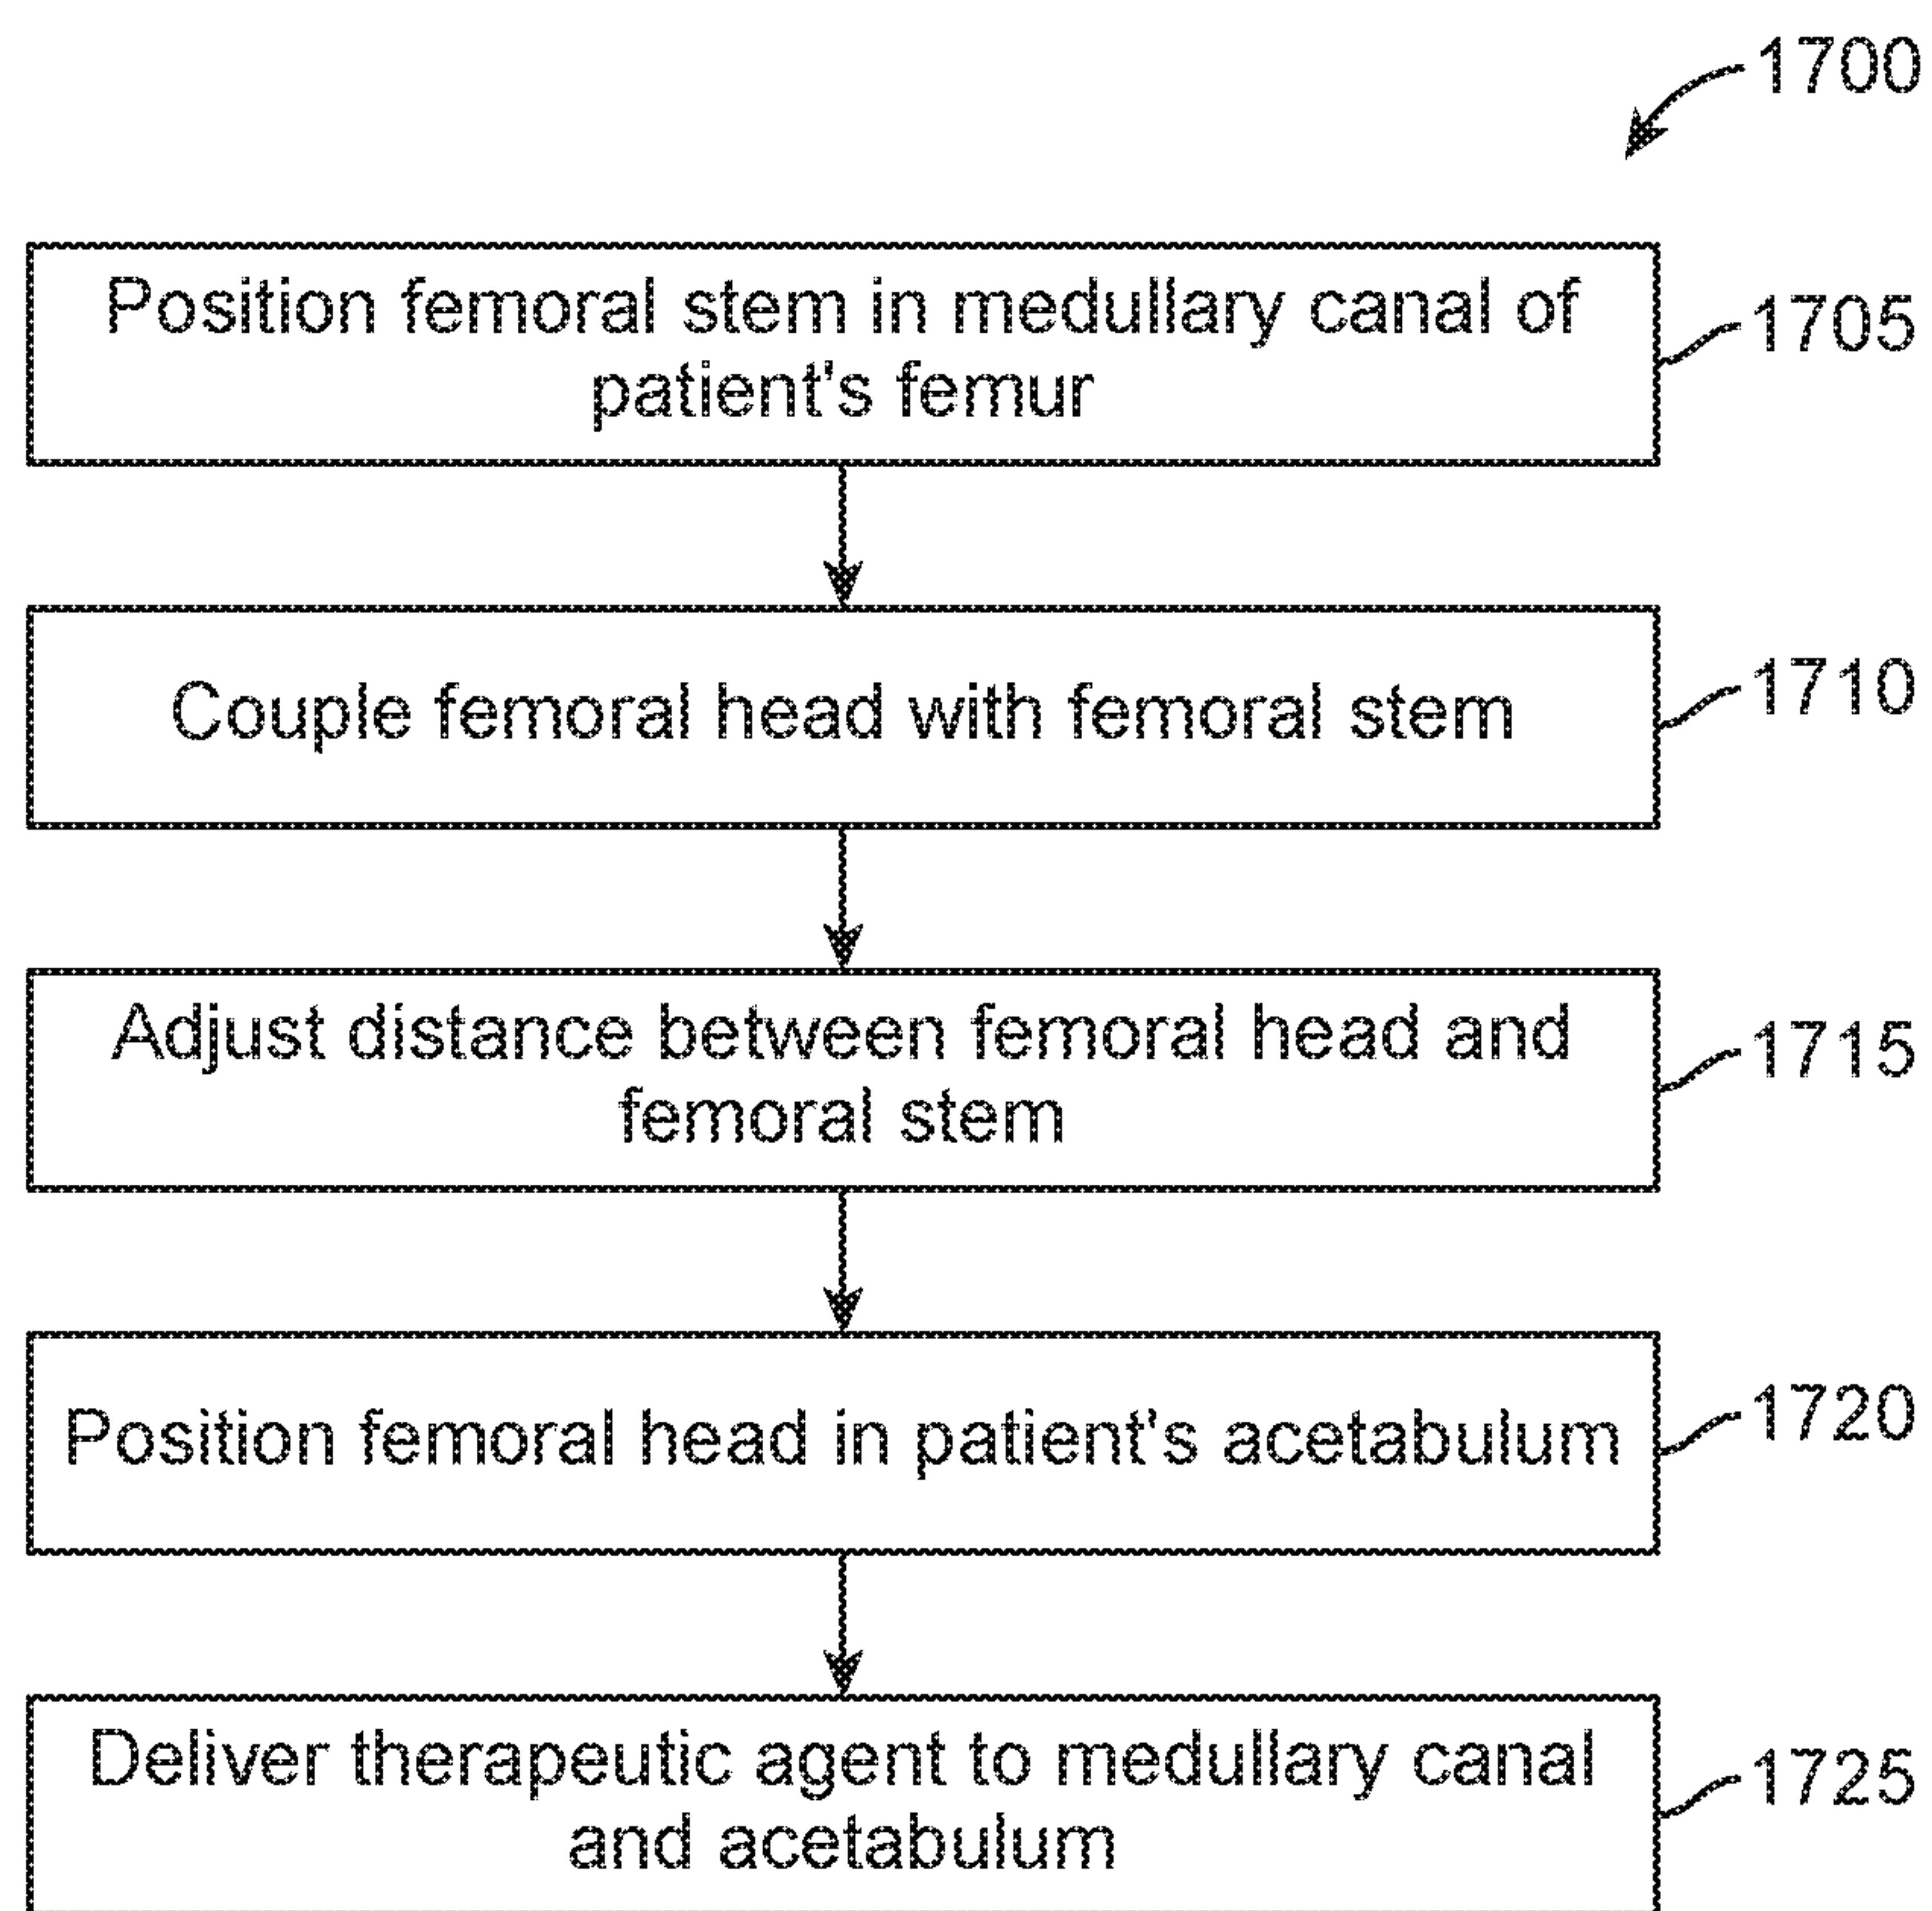 1700
Position femoral stem in medullary canal of
patient's femur
1705
Couple femoral head with femoral stem
1710
Adjust distance between femoral head and
femoral stem
1715
Position femoral head in patient's acetabulum
1720
Deliver therapeutic agent to medullary canal
and acetabulum
1725